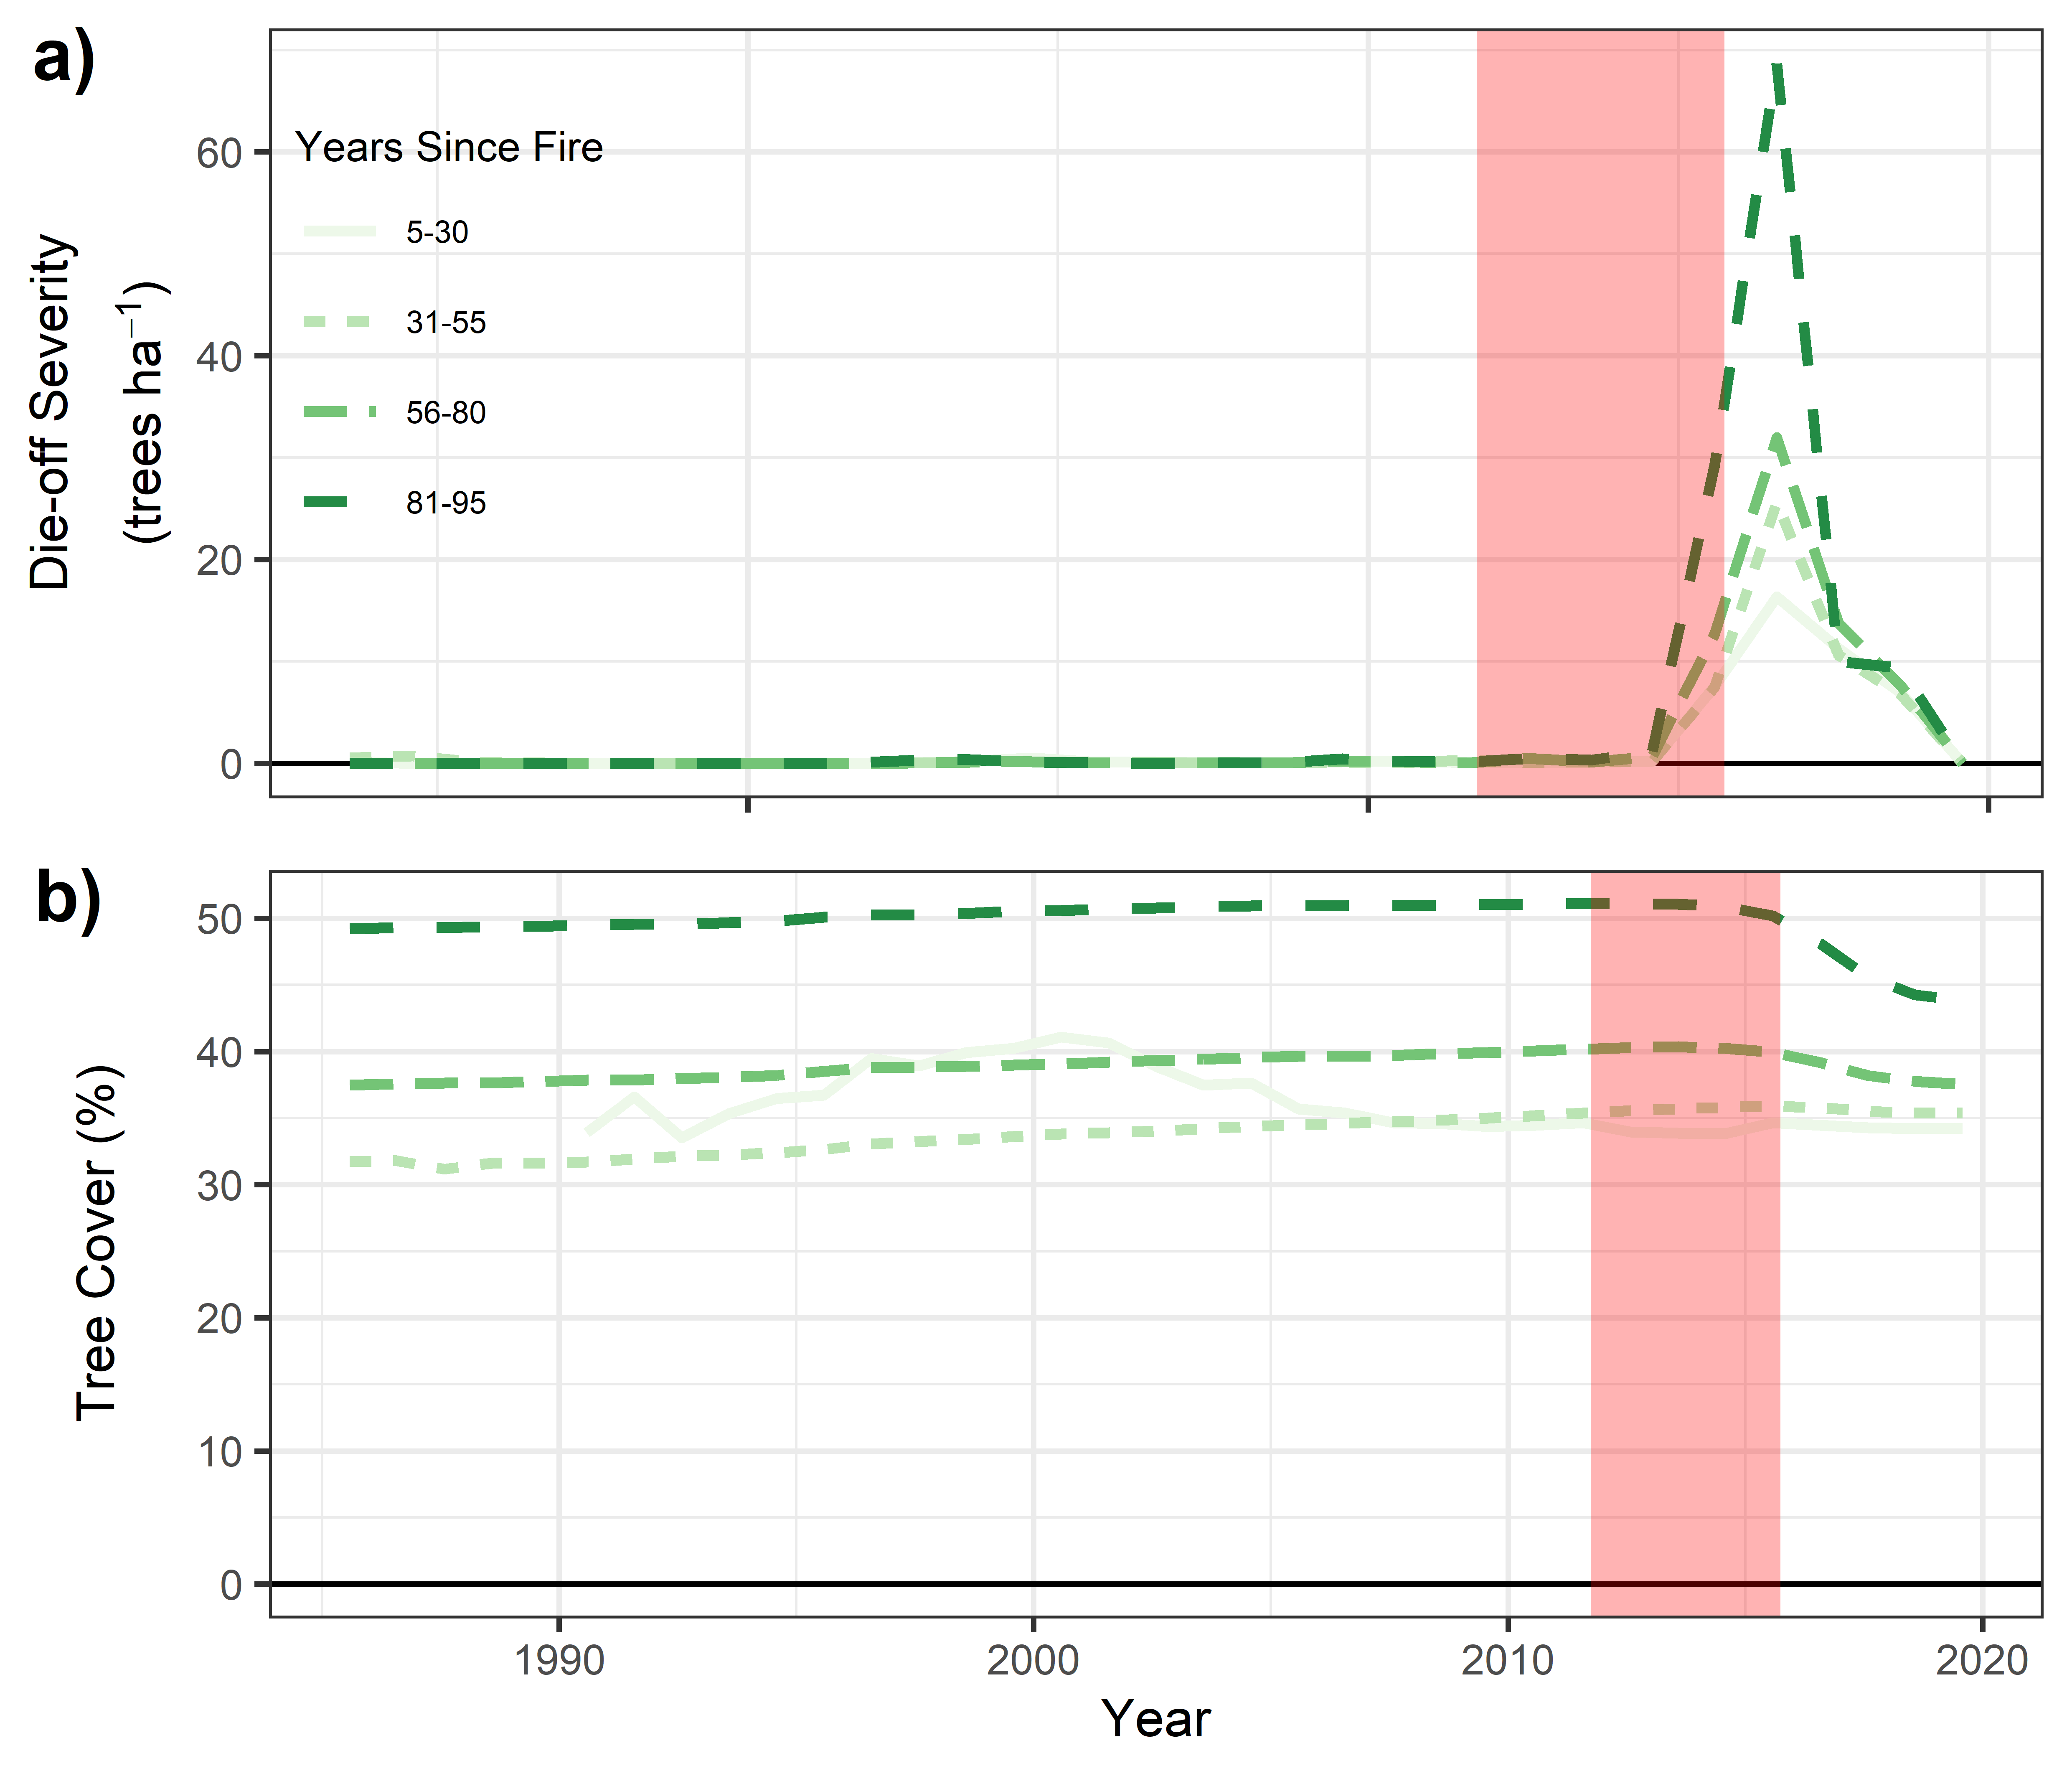 a)
Die-off Severity
(trees ha⁻¹)
60
40
20
0
Years Since Fire
5-30
31-55
56-80
81-95
b)
Tree Cover (%)
50
40
30
20
10
0
1990 2000 2010 2020
Year